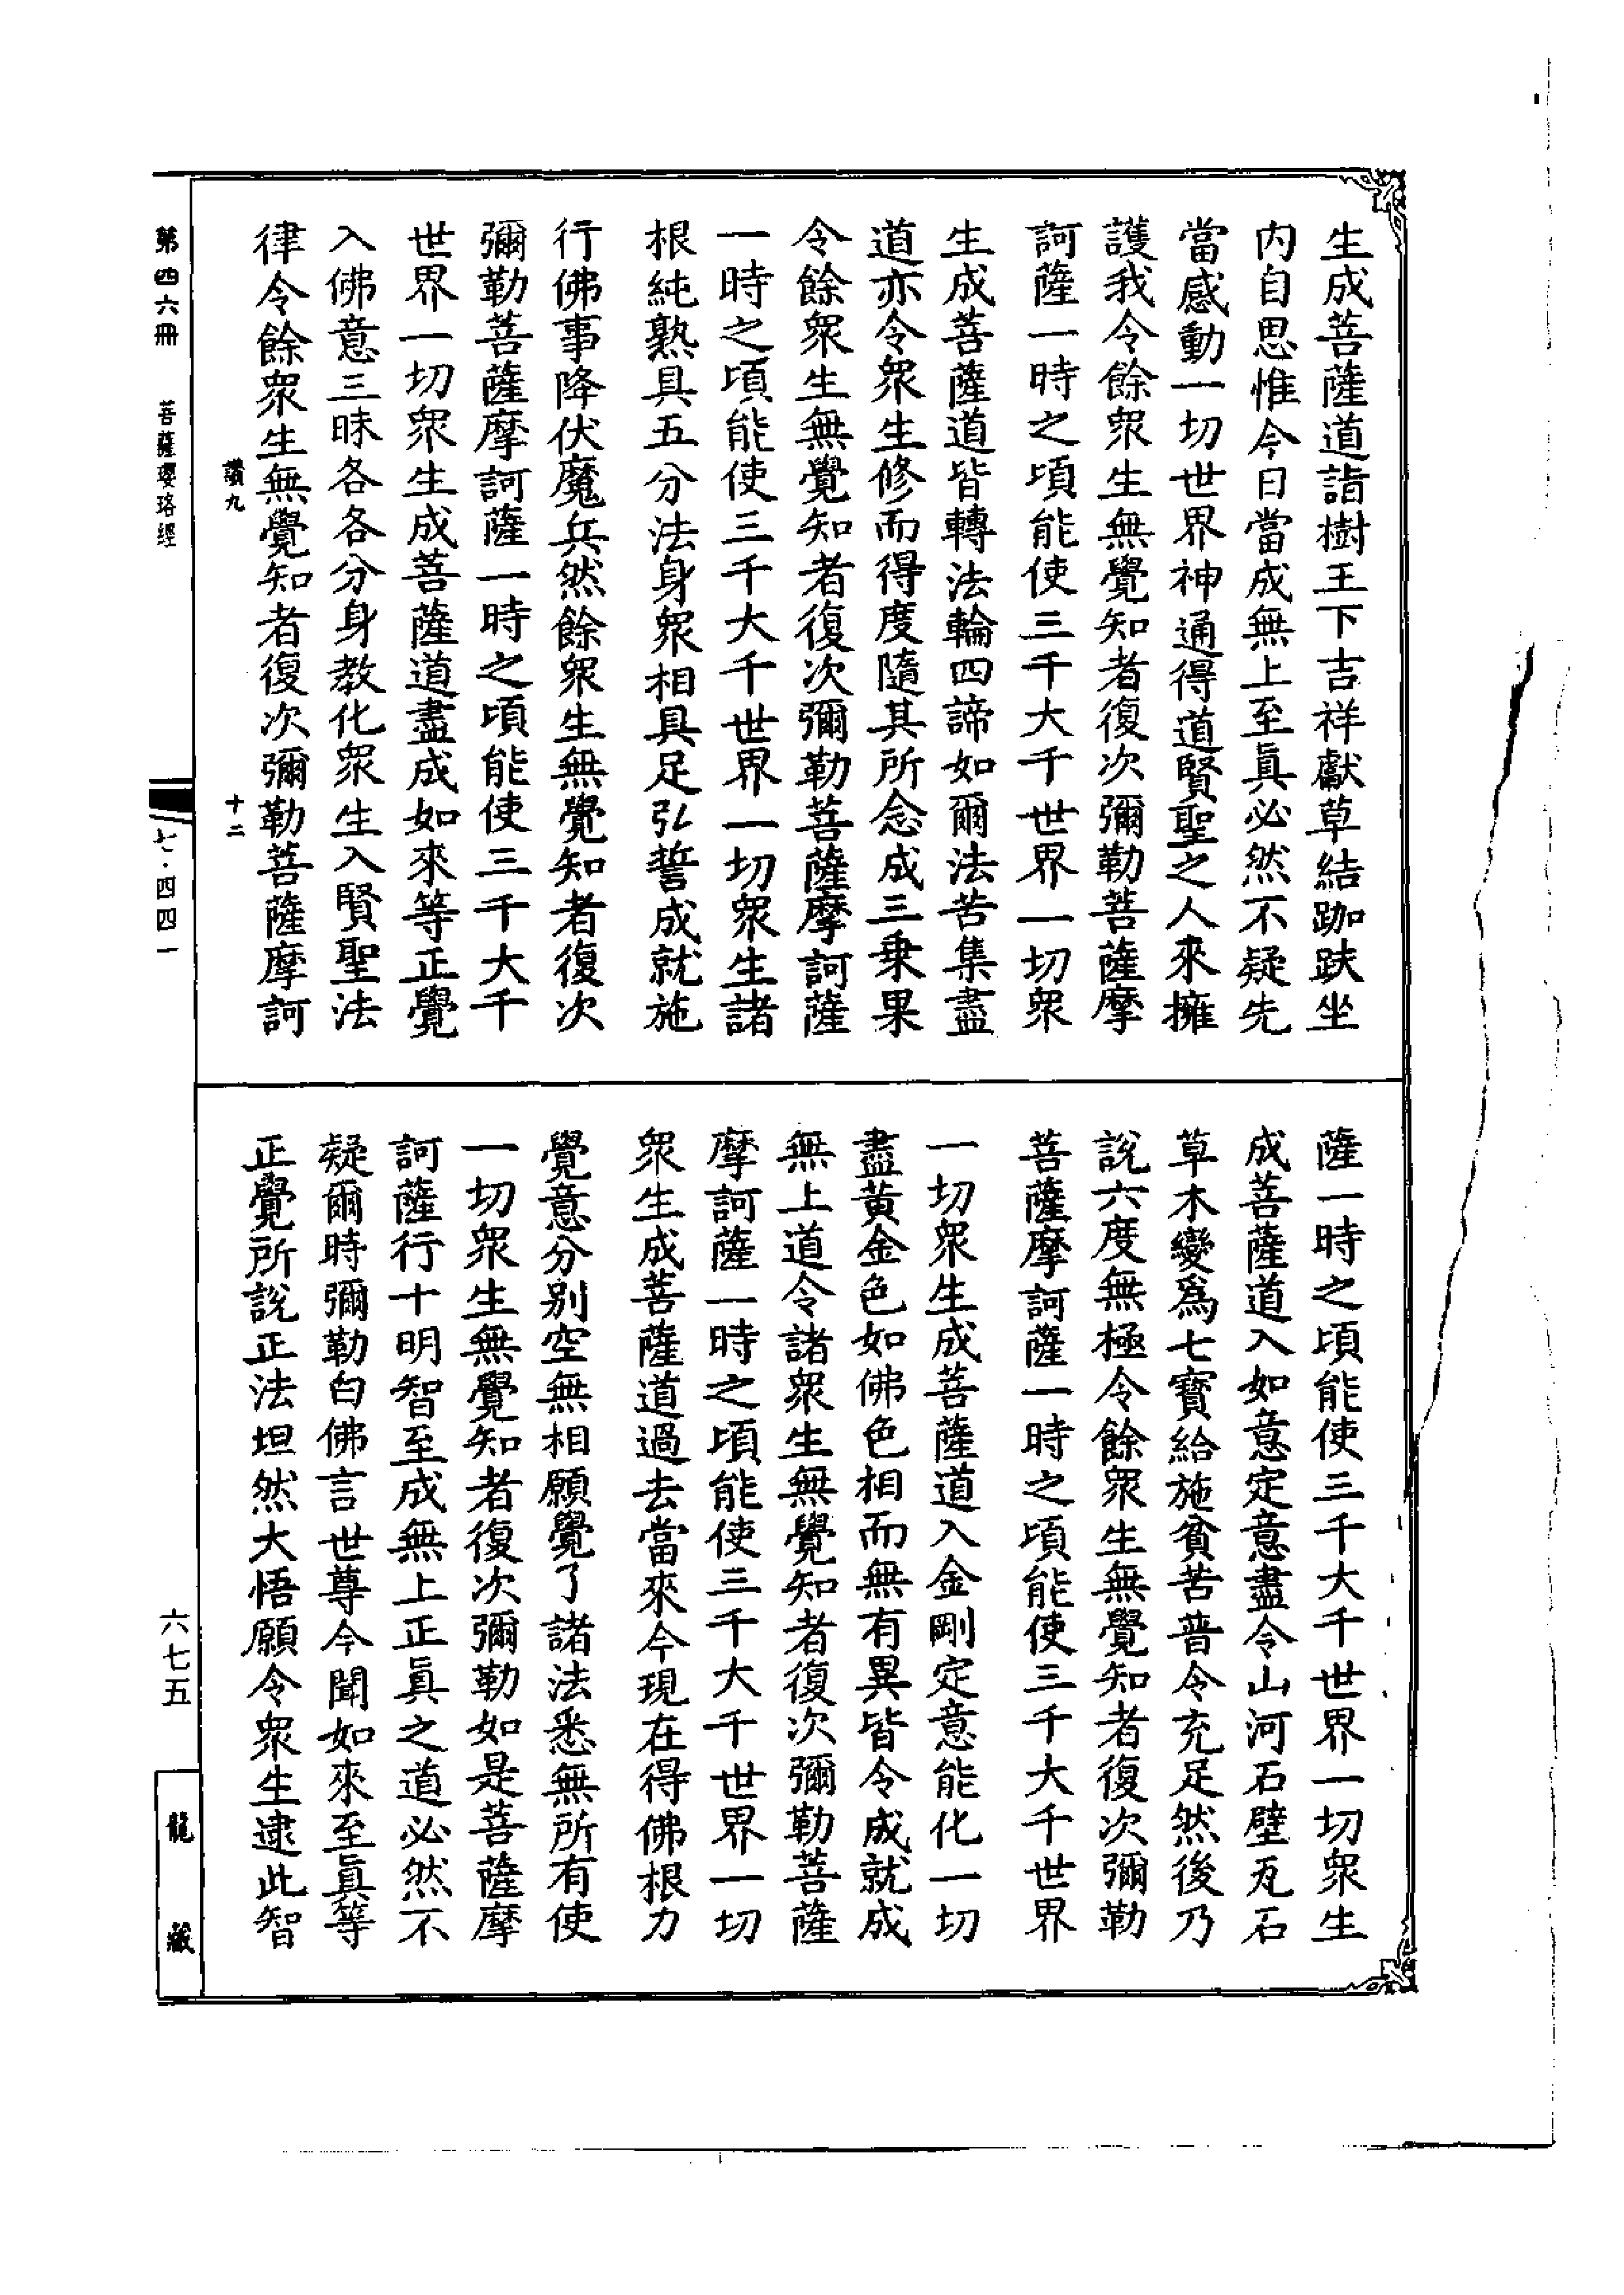 生成菩薩道詣樹王下吉祥獻草結跏趺坐
内自思惟今日當成無上至真必然不疑先
當感動一切世界神通得道賢聖之人來擁
護我令餘衆生無覺知者復次彌勒菩薩摩
訶薩一時之頃能使三千大千世界一切衆
生成菩薩道皆轉法輪四諦如爾法苦集盡
道亦令衆生修而得度隨其所念成三乗果
令餘衆生無覺知者復次彌勒菩薩摩訶薩
一時之頃能使三千大千世界一切衆生諸
根純熟具五分法身衆相具足弘誓成就施
行佛事降伏魔兵然餘衆生無覺知者復次
彌勒菩薩摩訶薩一時之頃能使三千大千
世界一切衆生成菩薩道盡成如來等正覺
入佛意三昧各各分身教化衆生入賢聖法
律令餘衆生無覺知者復次彌勒菩薩摩訶
讚九
十二
薩一時之頃能使三千大千世界一切衆生
成菩薩道入如意定意盡令山河石壁瓦石
草木變爲七寶給施貧苦普令充足然後乃
說六度無極令餘衆生無覺知者復次彌勒
菩薩摩訶薩一時之頃能使三千大千世界
一切衆生成菩薩道入金剛定意能化一切
盡黄金色如佛色相而無有異皆令成就成
無上道令諸衆生無覺知者復次彌勒菩薩
摩訶薩一時之頃能使三千大千世界一切
衆生成菩薩道過去當來今現在得佛根力
覺意分别空無相願覺了諸法悉無所有使
一切衆生無覺知者復次彌勒如是菩薩摩
訶薩行十明智至成無上正真之道必然不
疑爾時彌勒白佛言世尊今聞如來至真等
正覺所說正法坦然大悟願令衆生逮此智
第四六冊　菩薩瓔珞經
七·四四一
六七五
龍藏